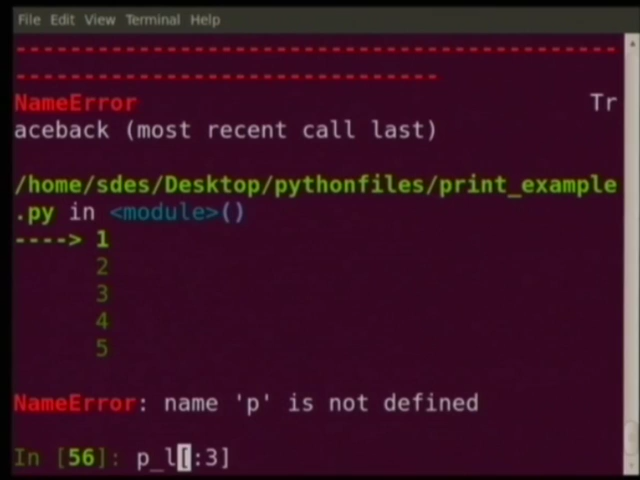 File Edit View Terminal Help
-------------------------------------------
------------------------------
NameError Tr
aceback (most recent call last)
/home/sdes/Desktop/pythonfiles/print_example
.py in <module>()
----> 1
2
3
4
5
NameError: name 'p' is not defined
In [56]: p_l[:3]